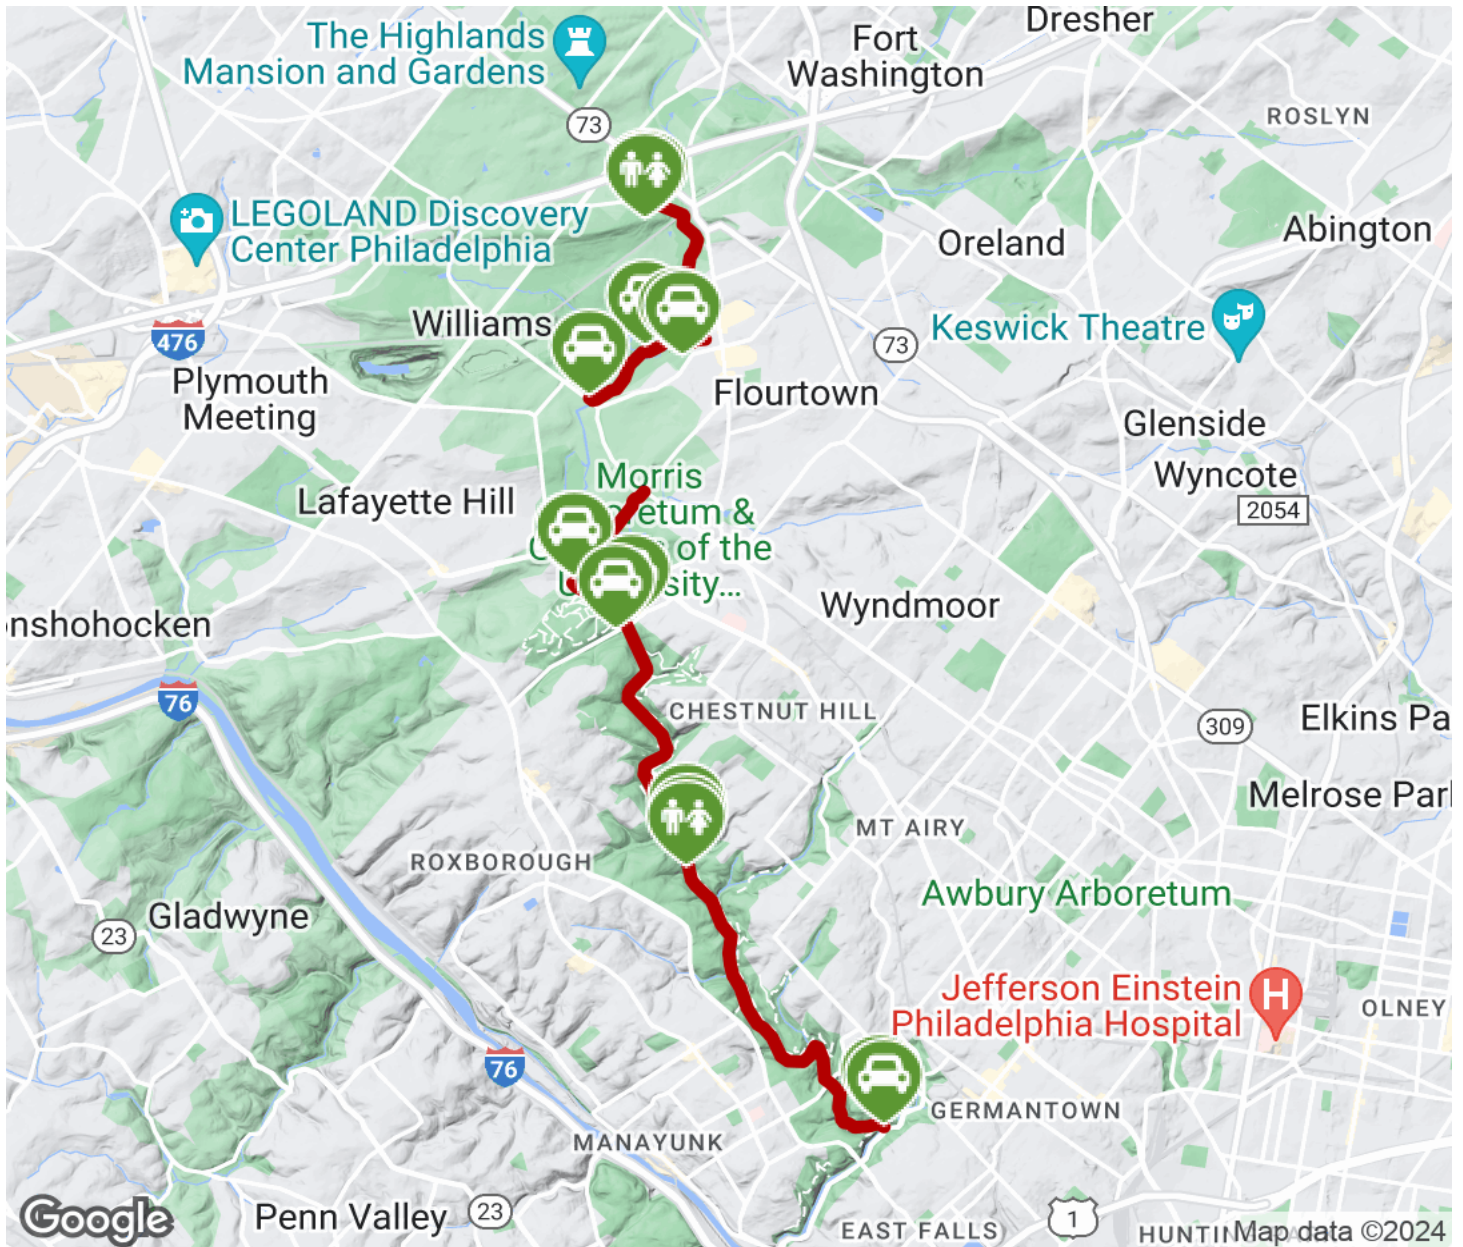 Dresher
The Highlands
Mansion and Gardens
Fort
Washington
73
ROSLYN
LEGOLAND Discovery
Center Philadelphia
Abington
Oreland
Williams
476
Keswick Theatre
73
Plymouth
Meeting
Flourtown
Glenside
Wyncote
2054
Morris
Lafayette Hill
&
of the
Wyndmoor
nshohocken
76
CHESTNUT HILL
309
Elkins Pa
Melrose Park
MT AIRY
ROXBOROUGH
Awbury Arboretum
Gladwyne
23
Jefferson Einstein
Philadelphia Hospital
H
OLNEY
76
GERMANTOWN
MANAYUNK
Penn Valley
23
1
EAST FALLS
Google
Map data ©2024